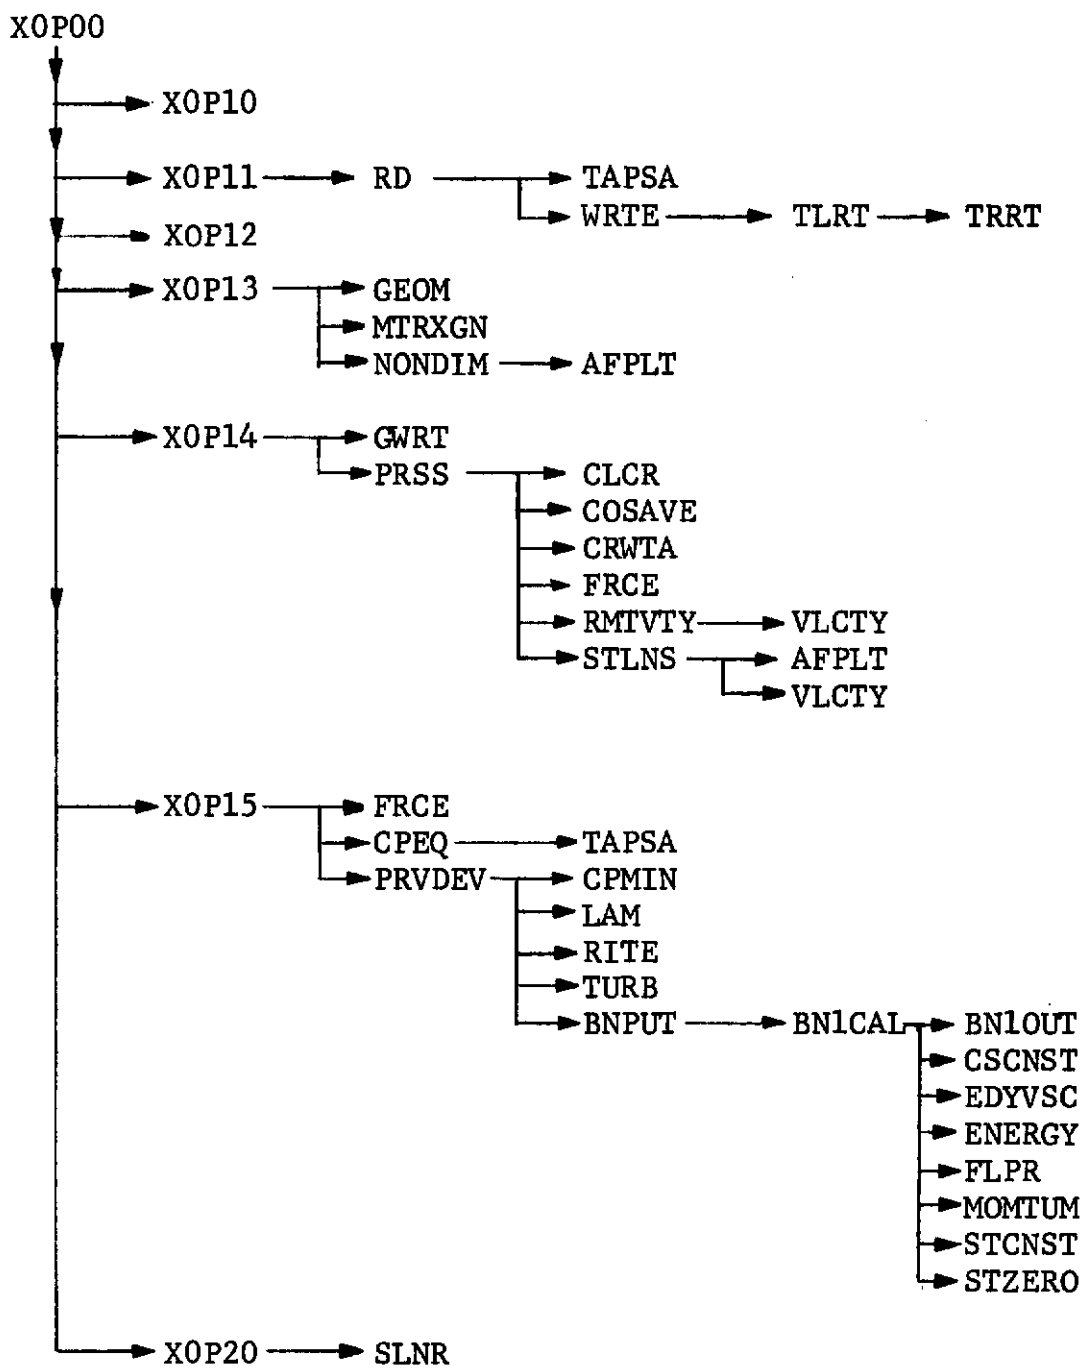 XOP00
XOP10
XOP11 RD TAPSA
WRTE TLRT TRRT
XOP12
XOP13 GEOM
MTRXGN
NONDIM AFPLT
XOP14 GWRT
PRSS CLCR
COSAVE
CRWTA
FRCE
RMTVTY VLCTY
STLNS AFPLT
VLCTY
XOP15 FRCE
CPEQ TAPSA
PRVDEV CPMIN
LAM
RITE
TURB
BNPUT BN1CAL BN1OUT
CSCNST
EDYVSC
ENERGY
FLPR
MOMTUM
STCNST
STZERO
XOP20 SLNR